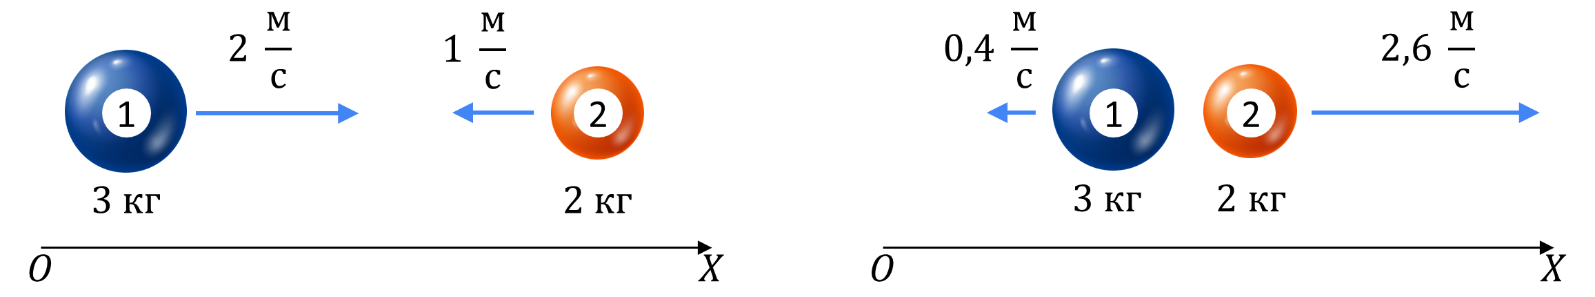 2 м/с
1 м/с
1
2
3 кг
2 кг
O
X
0,4 м/с
2,6 м/с
1
2
3 кг
2 кг
O
X